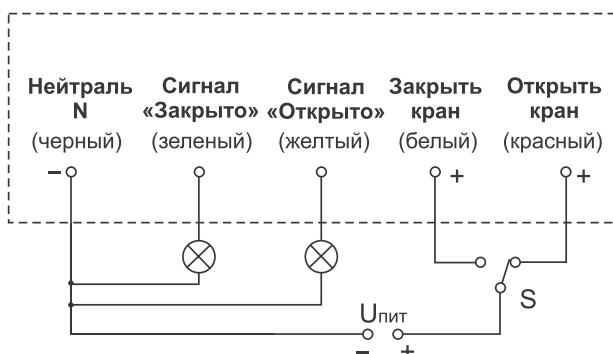 Нейтраль Сигнал Сигнал Закрыть Открыть
N «Закрыто» «Открыто» кран кран
(черный) (зеленый) (желтый) (белый) (красный)
− + +
S
Uпит
− +